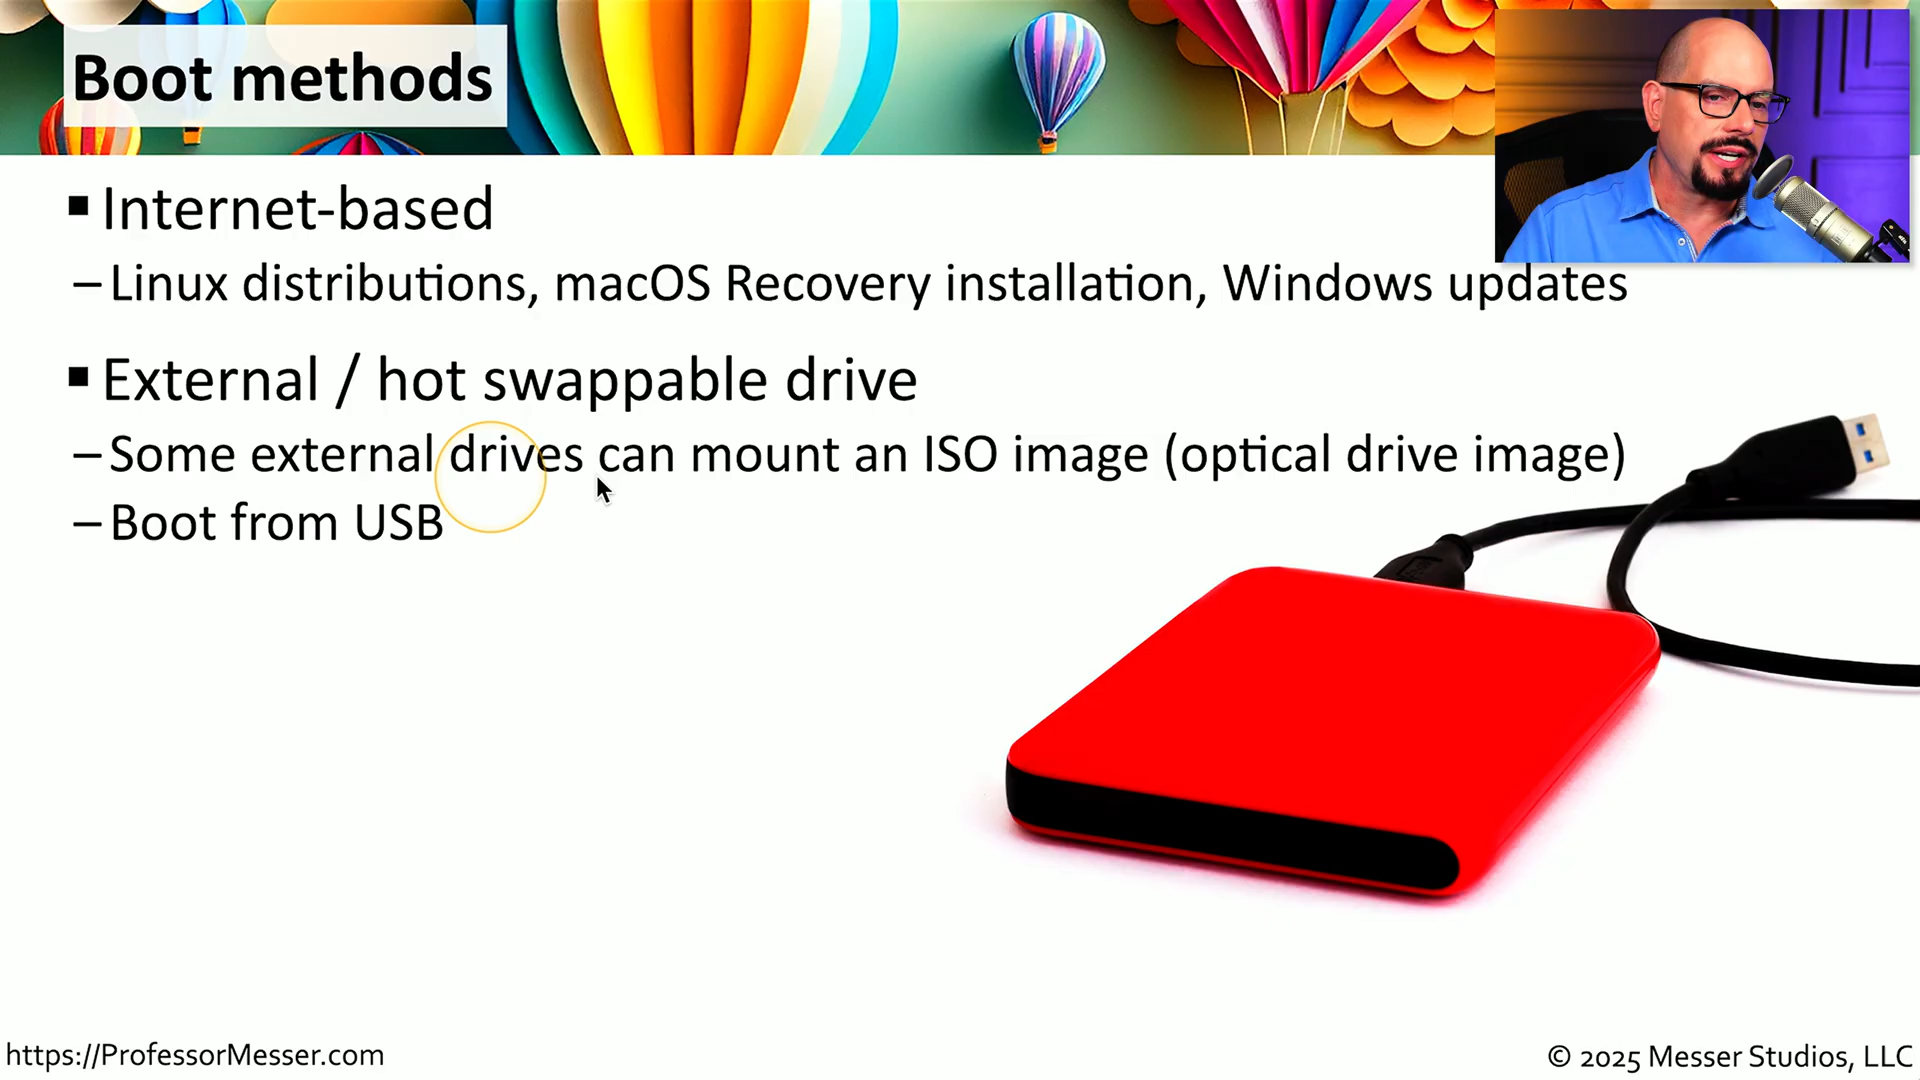 Boot methods
▪ Internet-based
– Linux distributions, macOS Recovery installation, Windows updates
▪ External / hot swappable drive
– Some external drives can mount an ISO image (optical drive image)
– Boot from USB
https://ProfessorMesser.com
© 2025 Messer Studios, LLC